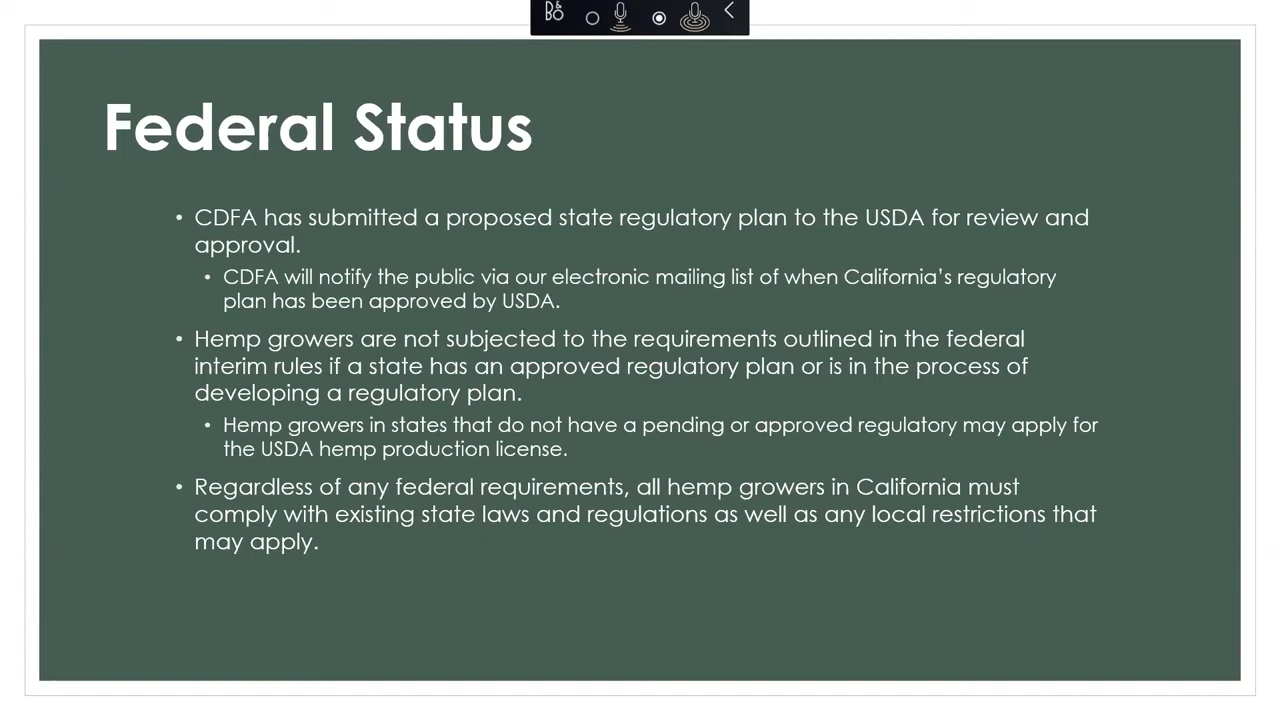 B&O
Federal Status
• CDFA has submitted a proposed state regulatory plan to the USDA for review and
approval.
• CDFA will notify the public via our electronic mailing list of when California's regulatory
plan has been approved by USDA.
• Hemp growers are not subjected to the requirements outlined in the federal
interim rules if a state has an approved regulatory plan or is in the process of
developing a regulatory plan.
• Hemp growers in states that do not have a pending or approved regulatory may apply for
the USDA hemp production license.
• Regardless of any federal requirements, all hemp growers in California must
comply with existing state laws and regulations as well as any local restrictions that
may apply.